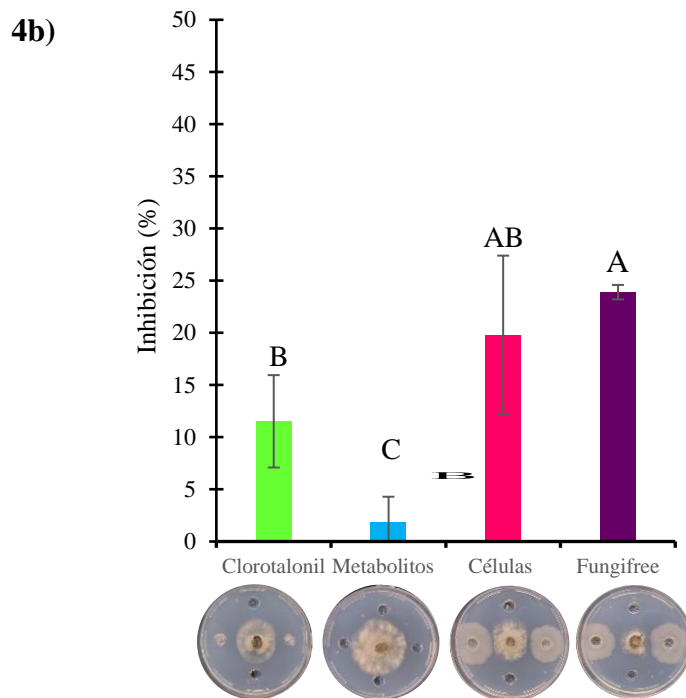 4b)
50
45
40
35
30
25
20
15
10
5
0
Inhibición (%)
B
C
B
AB
A
Clorotalonil Metabolitos Células Fungifree